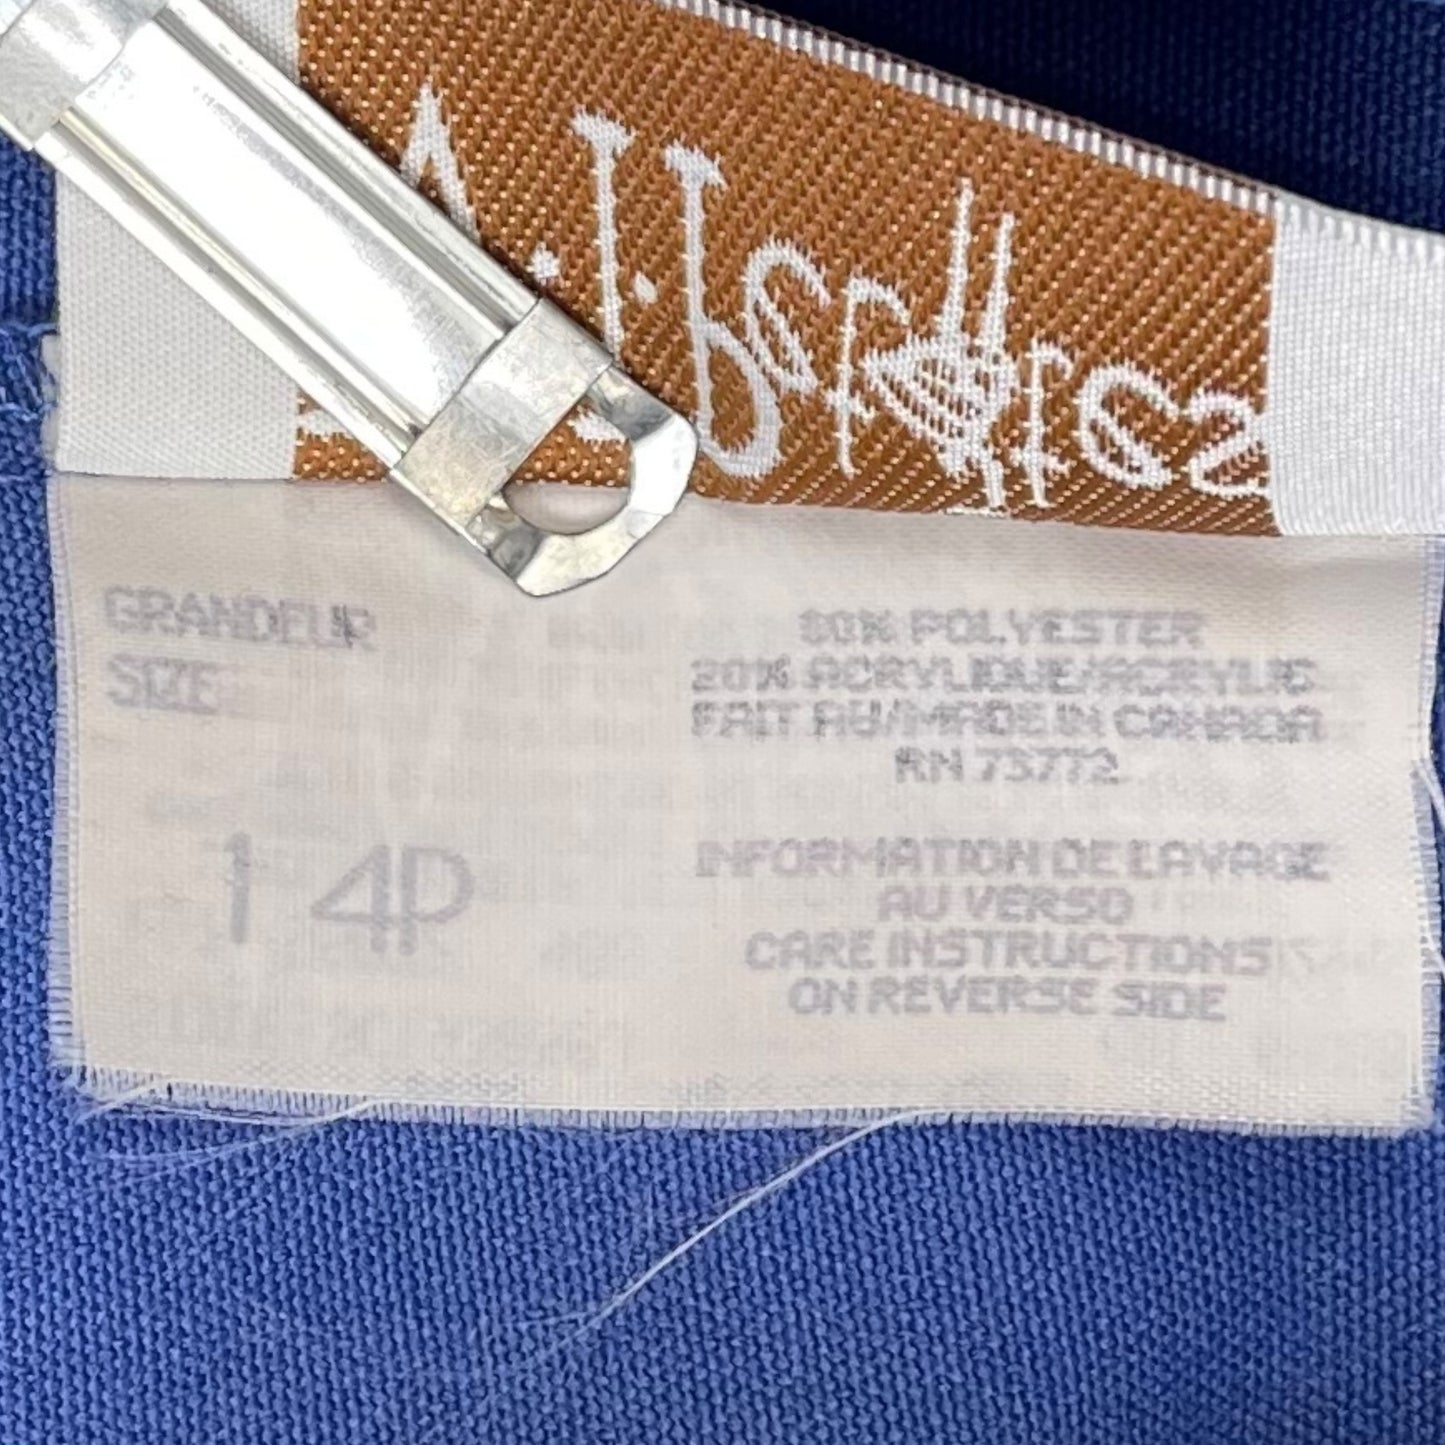 GRANDEUR
SIZE
14P
80% POLYESTER
20% ACRYLIQUE/ACRYLIC
FAIT AU/MADE IN CANADA
RN 73772
INFORMATION DE LAVAGE
AU VERSO
CARE INSTRUCTIONS
ON REVERSE SIDE